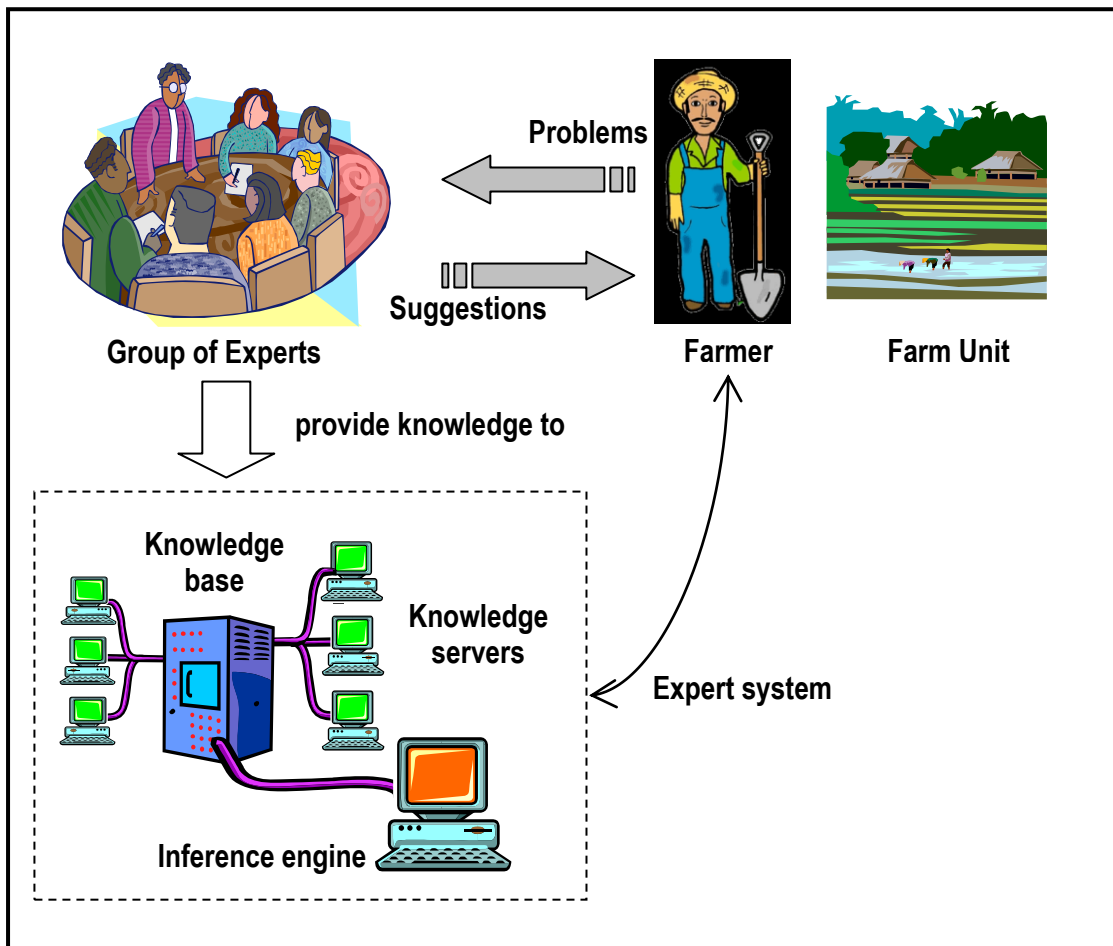 Problems
Suggestions
Group of Experts
Farmer
Farm Unit
provide knowledge to
Knowledge
base
Knowledge
servers
Expert system
Inference engine